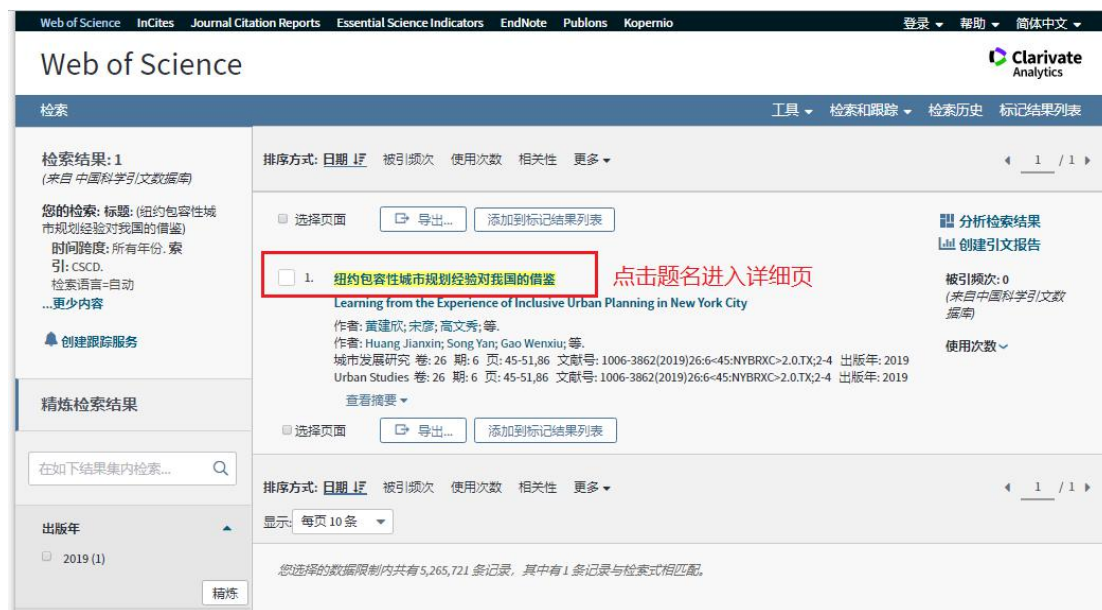 Web of Science InCites Journal Citation Reports Essential Science Indicators EndNote Publons Kopernio 登录 帮助 简体中文
Web of Science
Clarivate
Analytics
检索 工具 检索和跟踪 检索历史 标记结果列表
检索结果: 1
(来自 中国科学引文数据库)
您的检索: 标题: (纽约包容性城
市规划经验对我国的借鉴)
时间跨度: 所有年份. 索
引: CSCD.
检索语言=自动
...更少内容
创建跟踪服务
精炼检索结果
在如下结果集内检索...
出版年
2019 (1)
精炼
排序方式: 日期 被引频次 使用次数 相关性 更多 1 / 1
选择页面 导出... 添加到标记结果列表
1. 纽约包容性城市规划经验对我国的借鉴
点击题名进入详细页
Learning from the Experience of Inclusive Urban Planning in New York City
作者: 黄建欣; 宋彦; 高文秀; 等.
作者: Huang Jianxin; Song Yan; Gao Wenxiu; 等.
城市发展研究 卷: 26 期: 6 页: 45-51,86 文献号: 1006-3862(2019)26:6<45:NYBRXC>2.0.TX;2-4 出版年: 2019
Urban Studies 卷: 26 期: 6 页: 45-51,86 文献号: 1006-3862(2019)26:6<45:NYBRXC>2.0.TX;2-4 出版年: 2019
查看摘要
选择页面 导出... 添加到标记结果列表
分析检索结果
创建引文报告
被引频次: 0
(来自中国科学引文数
据库)
使用次数
排序方式: 日期 被引频次 使用次数 相关性 更多 1 / 1
显示: 每页 10 条
您选择的数据限制内共有 5,265,721 条记录，其中有 1 条记录与检索式相匹配。